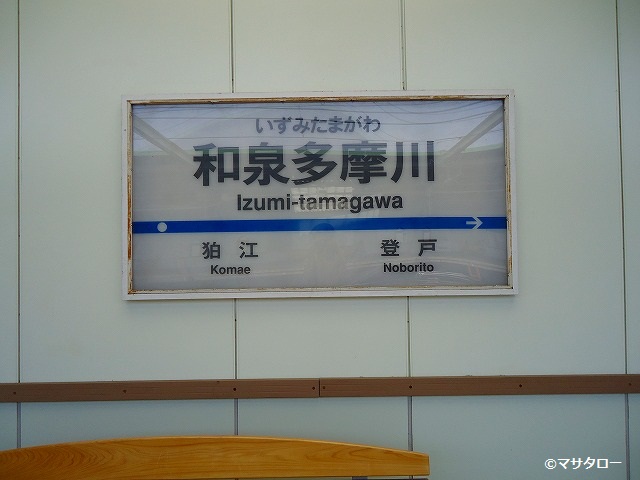 いずみたまがわ
和泉多摩川
Izumi-tamagawa
狛江 登戸
Komae Noborito
©マサタロー